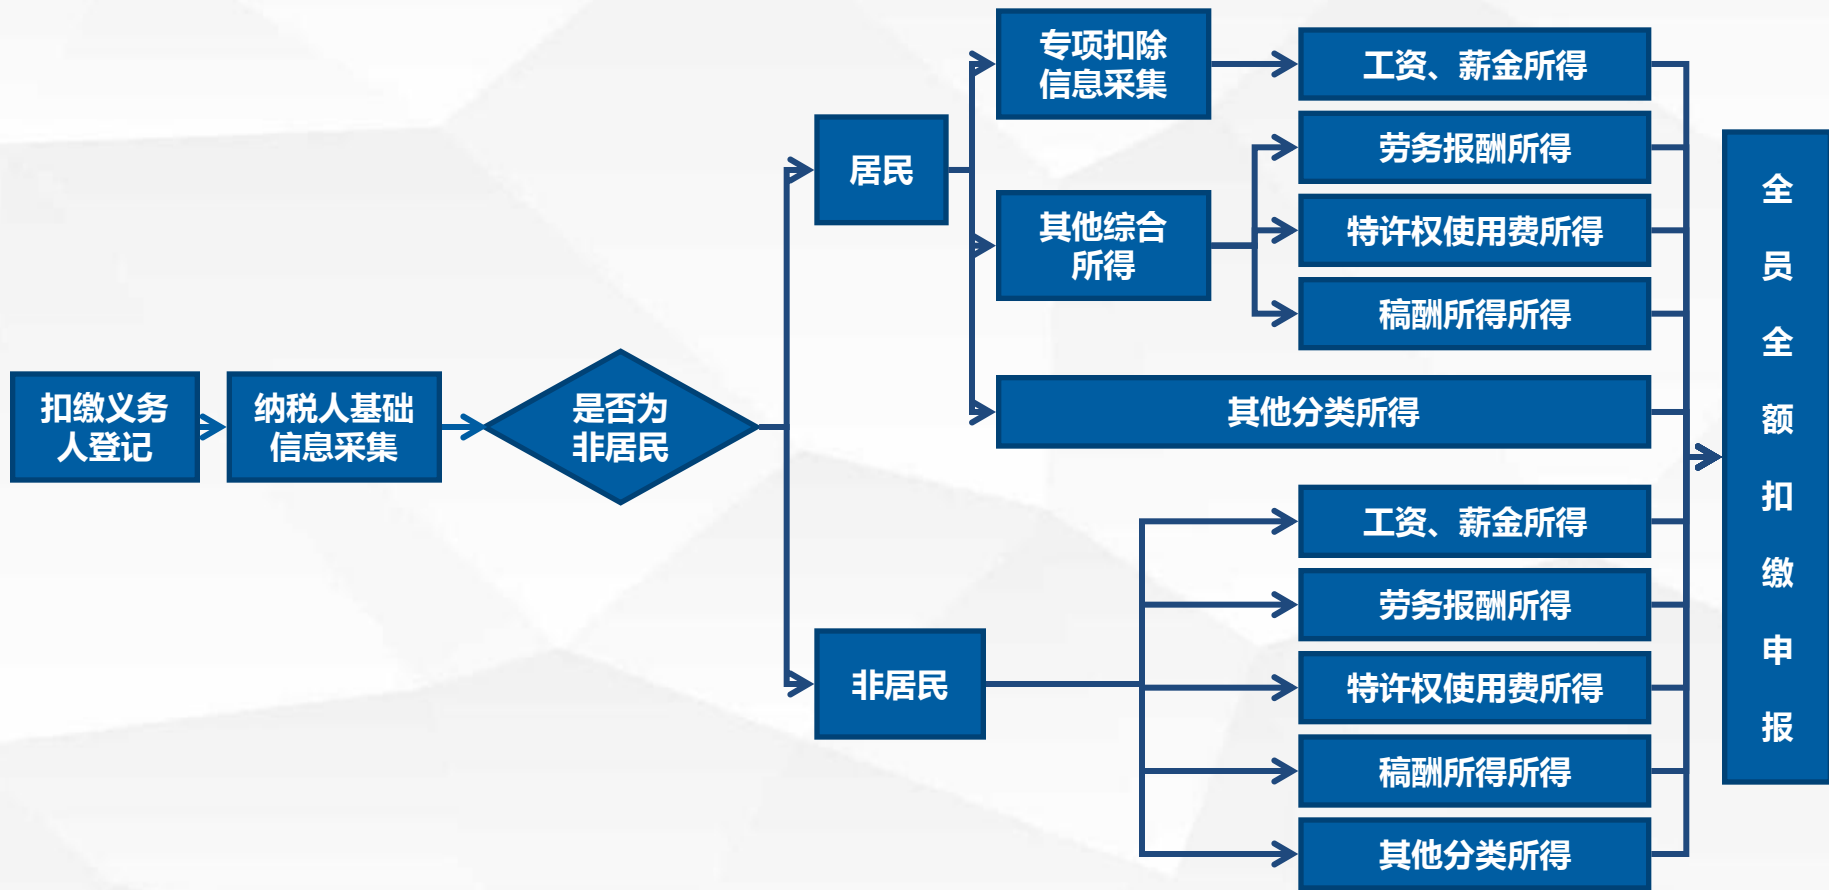 扣缴义务
人登记
纳税人基础
信息采集
是否为
非居民
居民
非居民
专项扣除
信息采集
其他综合
所得
其他分类所得
工资、薪金所得
劳务报酬所得
特许权使用费所得
稿酬所得所得
工资、薪金所得
劳务报酬所得
特许权使用费所得
稿酬所得所得
其他分类所得
全员全额扣缴申报